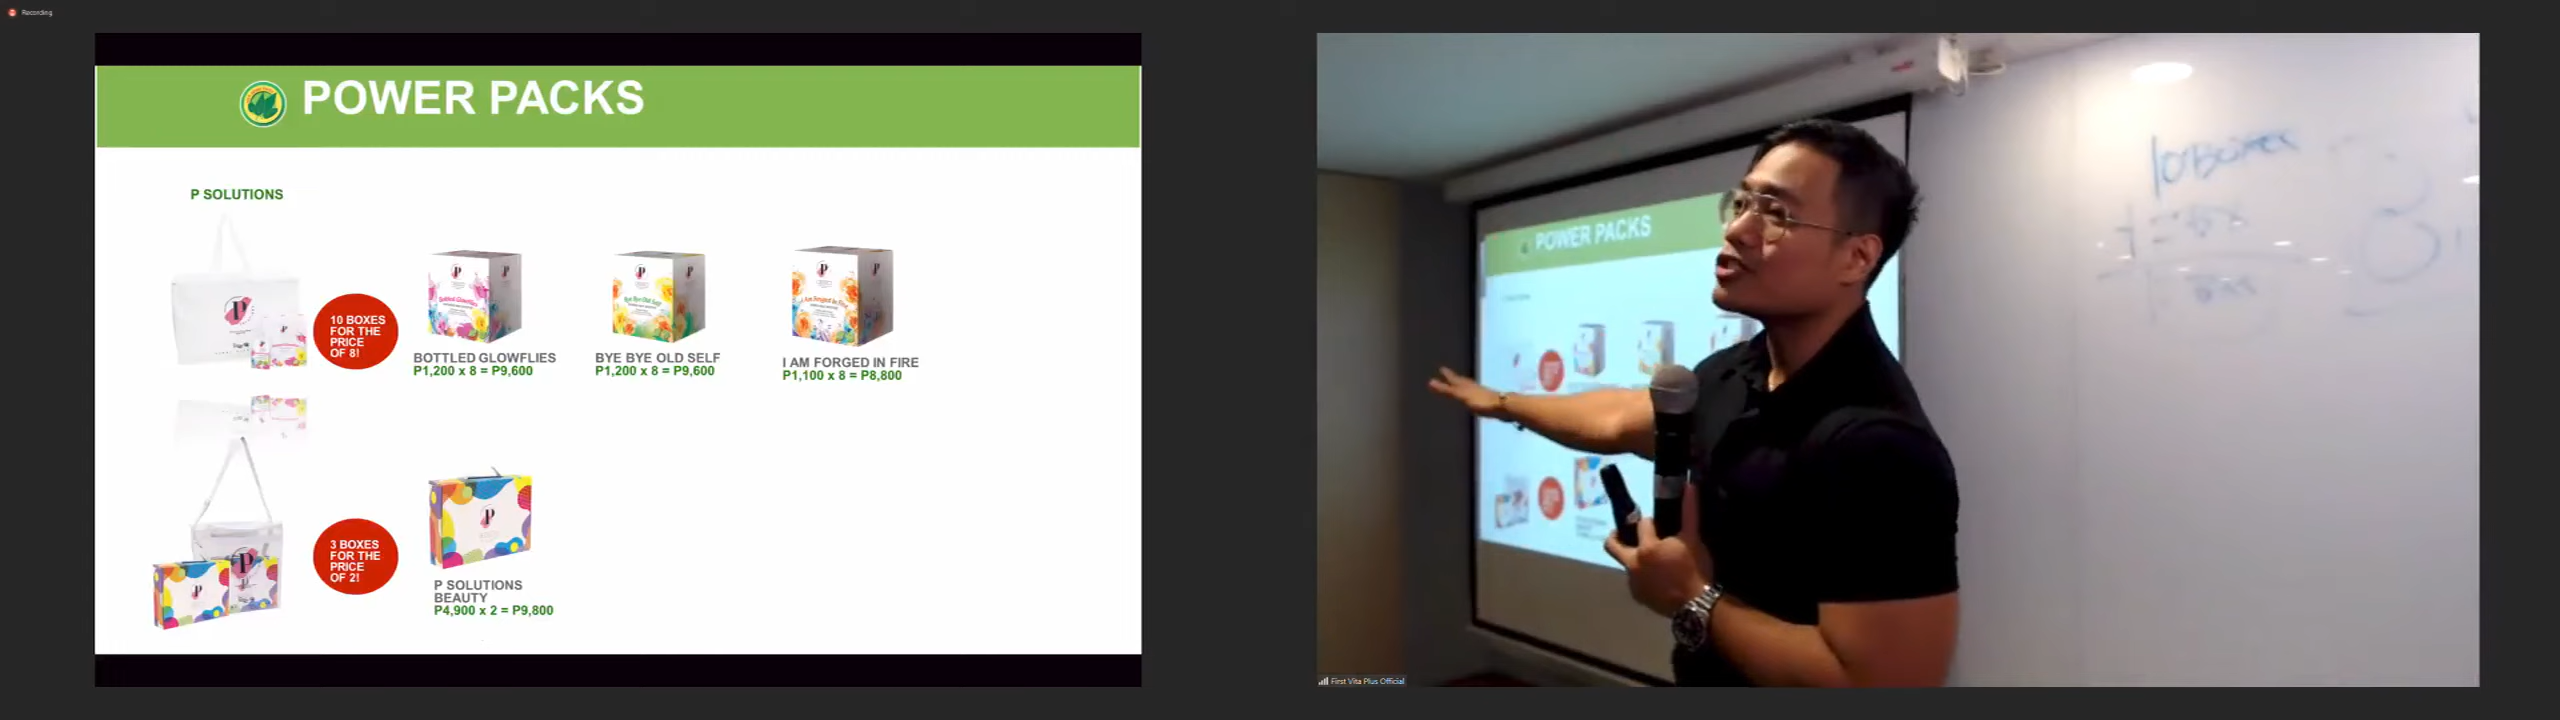 Recording
POWER PACKS
P SOLUTIONS
10 BOXES
FOR THE
PRICE
OF 8!
BOTTLED GLOWFLIES
P1,200 x 8 = P9,600
BYE BYE OLD SELF
P1,200 x 8 = P9,600
I AM FORGED IN FIRE
P1,100 x 8 = P8,800
3 BOXES
FOR THE
PRICE
OF 2!
P SOLUTIONS
BEAUTY
P4,900 x 2 = P9,800
POWER PACKS
10 BOXES
First Vita Plus Official